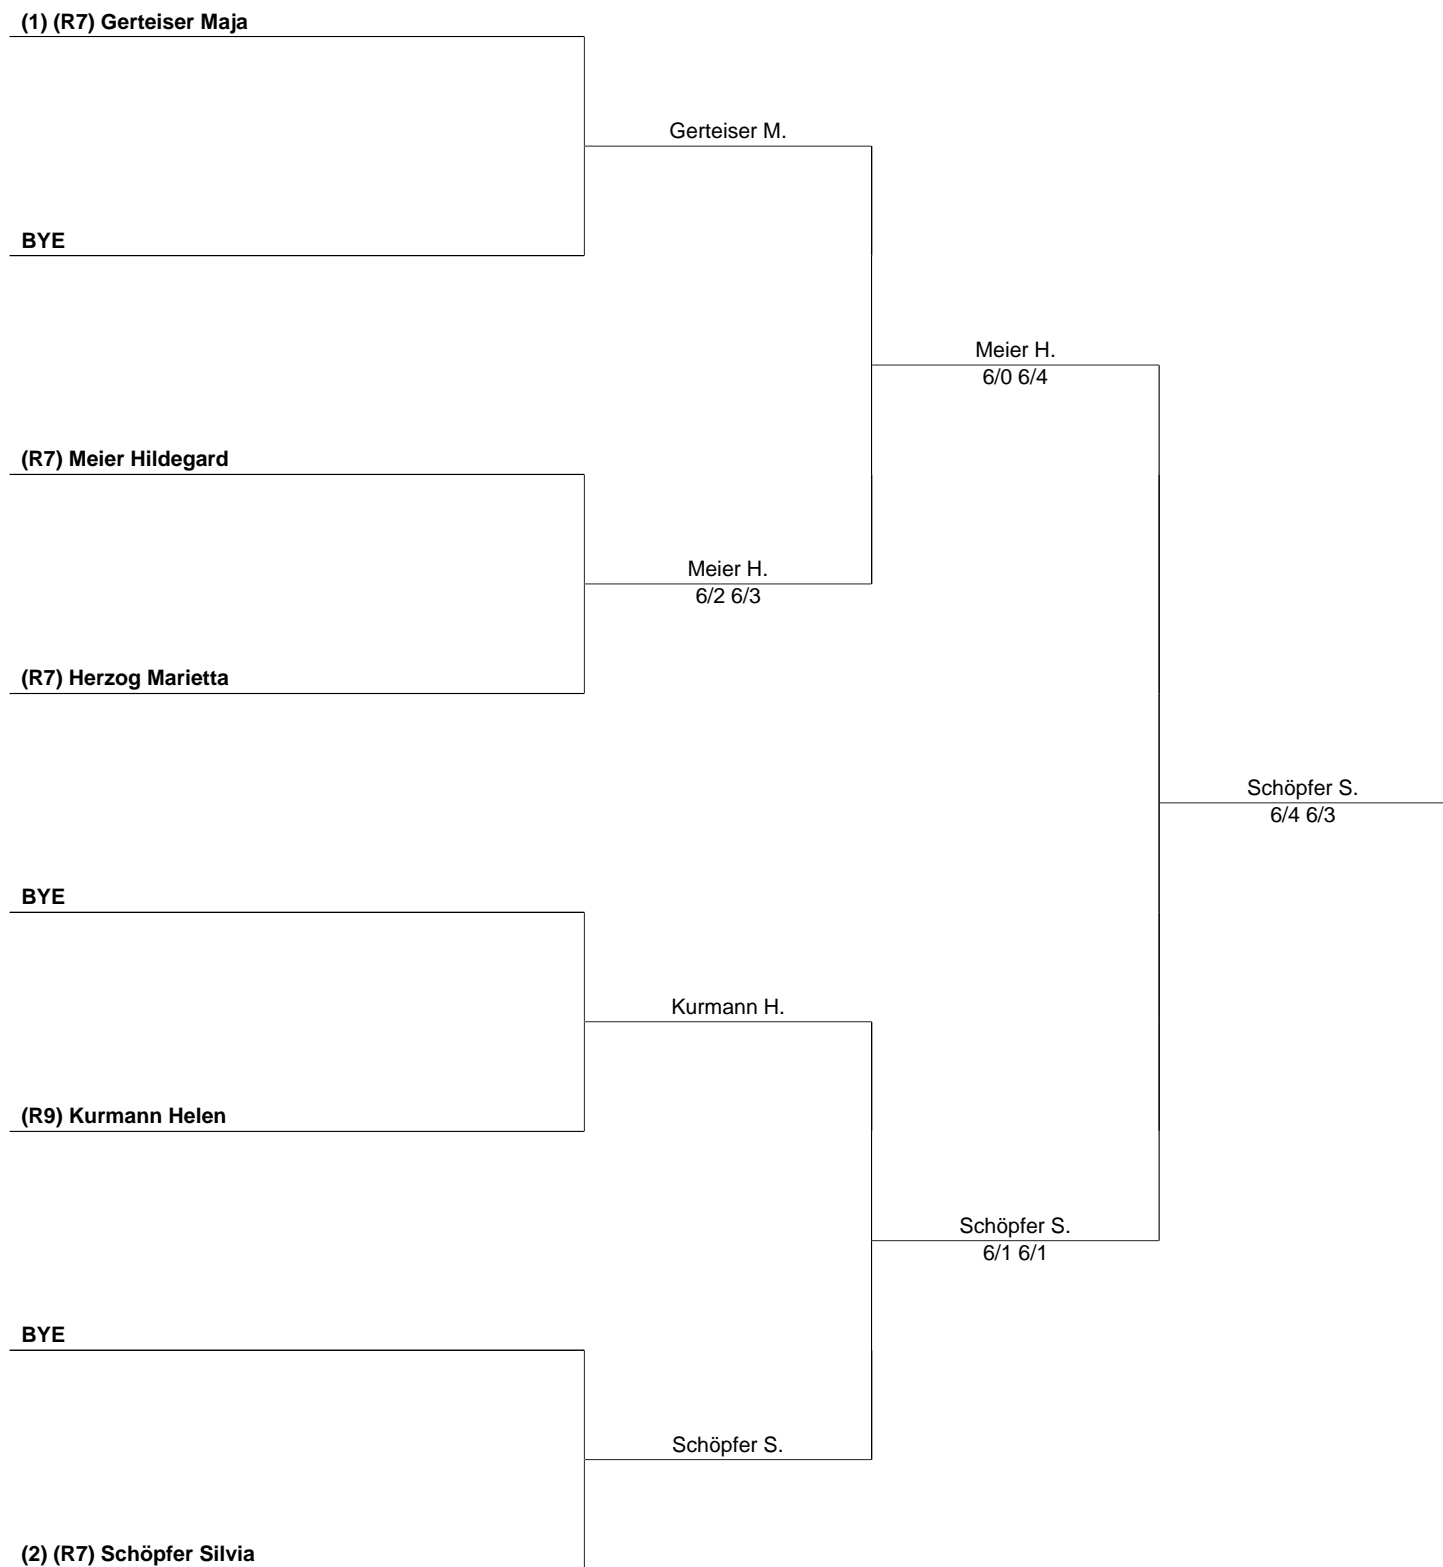 (1) (R7) Gerteiser Maja
Gerteiser M.
BYE
Meier H.
6/0 6/4
(R7) Meier Hildegard
Meier H.
6/2 6/3
(R7) Herzog Marietta
Schöpfer S.
6/4 6/3
BYE
Kurmann H.
(R9) Kurmann Helen
Schöpfer S.
6/1 6/1
BYE
Schöpfer S.
(2) (R7) Schöpfer Silvia